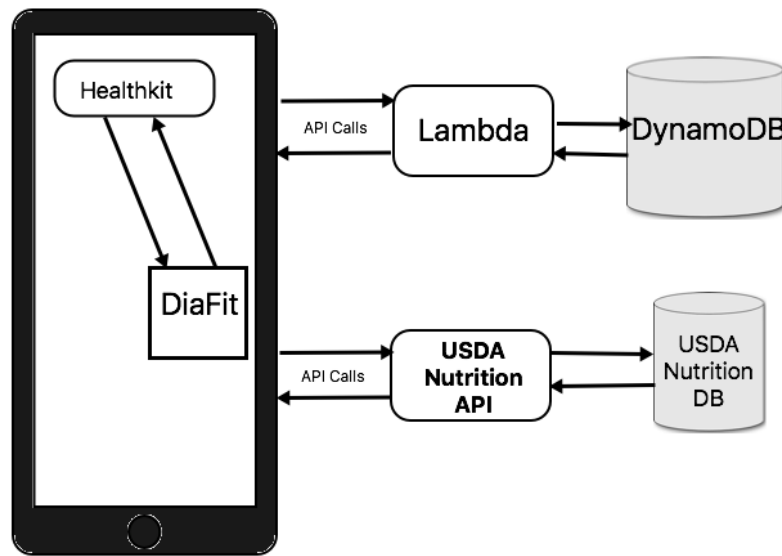 Healthkit
DiaFit
API Calls
Lambda
DynamoDB
API Calls
USDA
Nutrition
API
USDA
Nutrition
DB